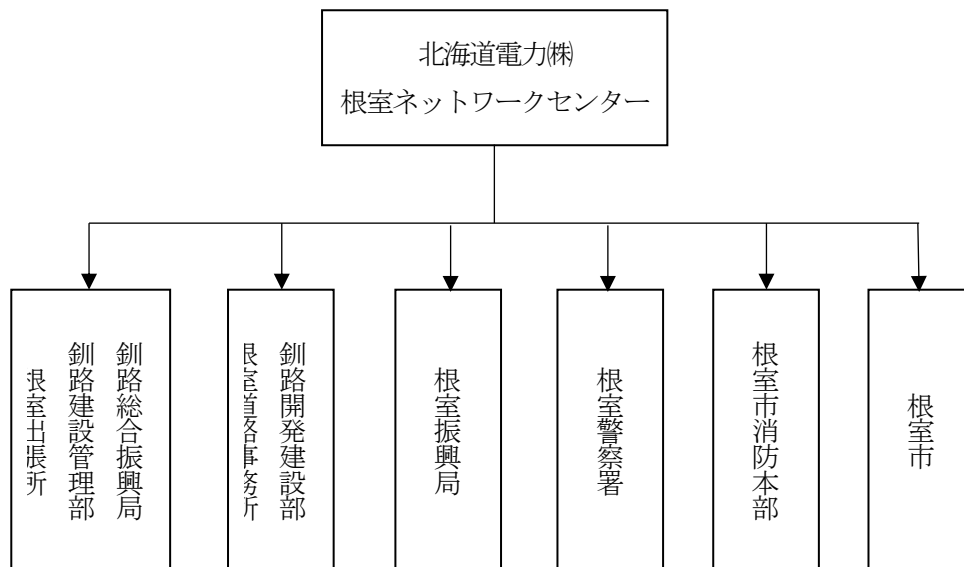 北海道電力㈱
根室ネットワークセンター
釧路総合振興局
釧路建設管理部
根室出張所
釧路開発建設部
根室道路事務所
根室振興局
根室警察署
根室市消防本部
根室市